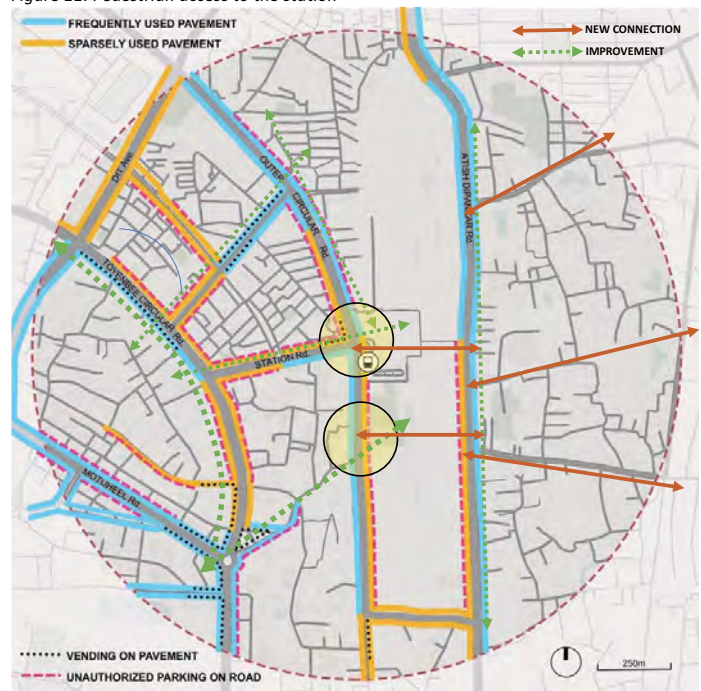 FREQUENTLY USED PAVEMENT
SPARSELY USED PAVEMENT
NEW CONNECTION
IMPROVEMENT
DIT Ave
OUTER CIRCULAR Rd.
ATISH DIPANKAR Rd
TOYENBEE CIRCULAR Rd.
STATION Rd.
MOTIJHEEL Rd.
VENDING ON PAVEMENT
UNAUTHORIZED PARKING ON ROAD
250m